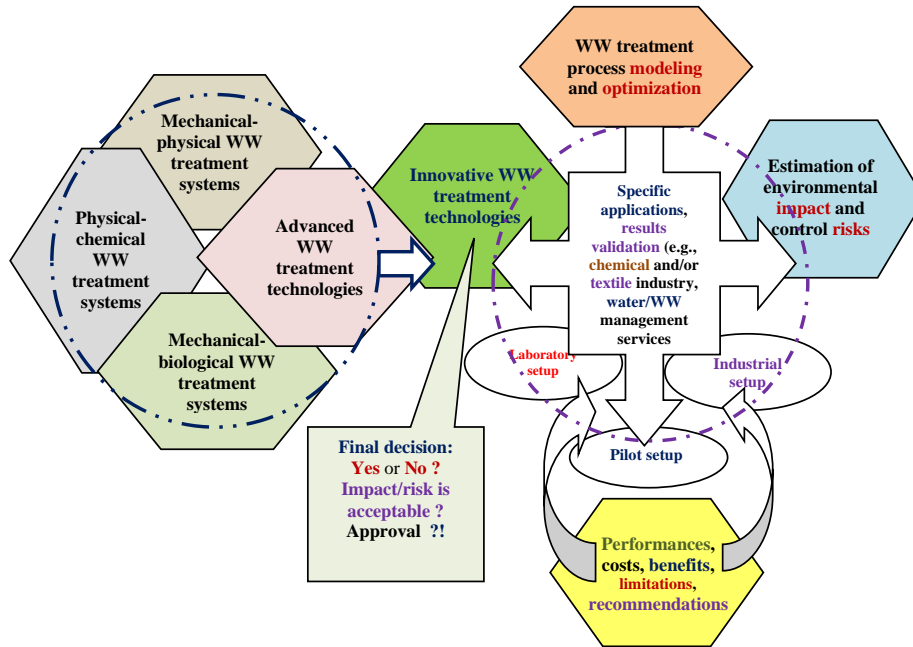 WW treatment
process modeling
and optimization
Mechanical-
physical WW
treatment
systems
Physical-
chemical WW
treatment
systems
Advanced
WW
treatment
technologies
Mechanical-
biological WW
treatment
systems
Innovative WW
treatment
technologies
Specific
applications,
results
validation (e.g.,
chemical and/or
textile industry,
water/WW
management
services
Estimation of
environmental
impact and
control risks
Laboratory
setup
Industrial
setup
Pilot setup
Final decision:
Yes or No ?
Impact/risk is
acceptable ?
Approval ?!
Performances,
costs, benefits,
limitations,
recommendations